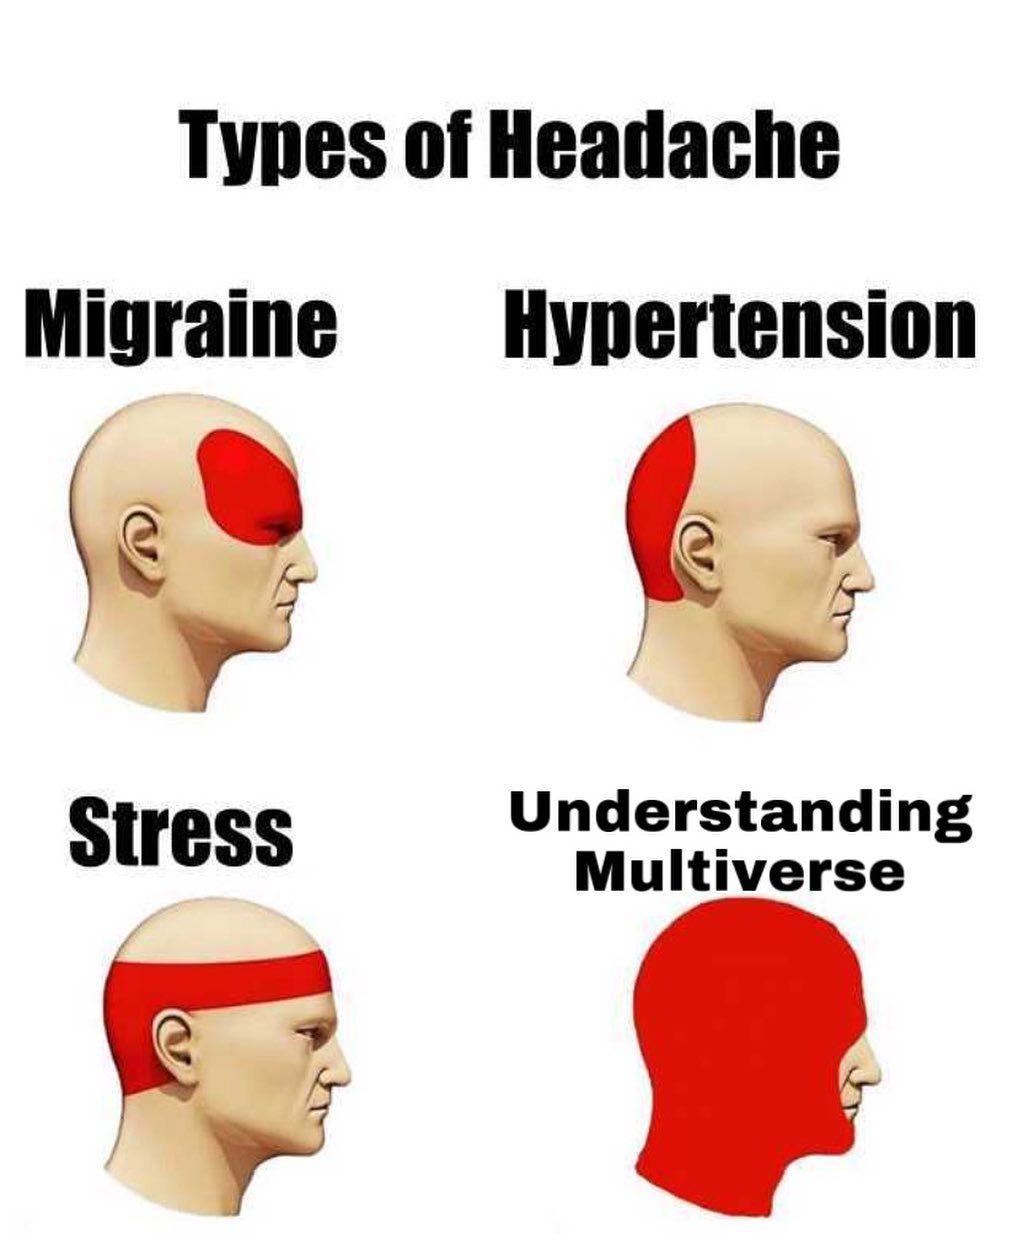 Types of Headache
Migraine
Hypertension
Stress
Understanding
Multiverse